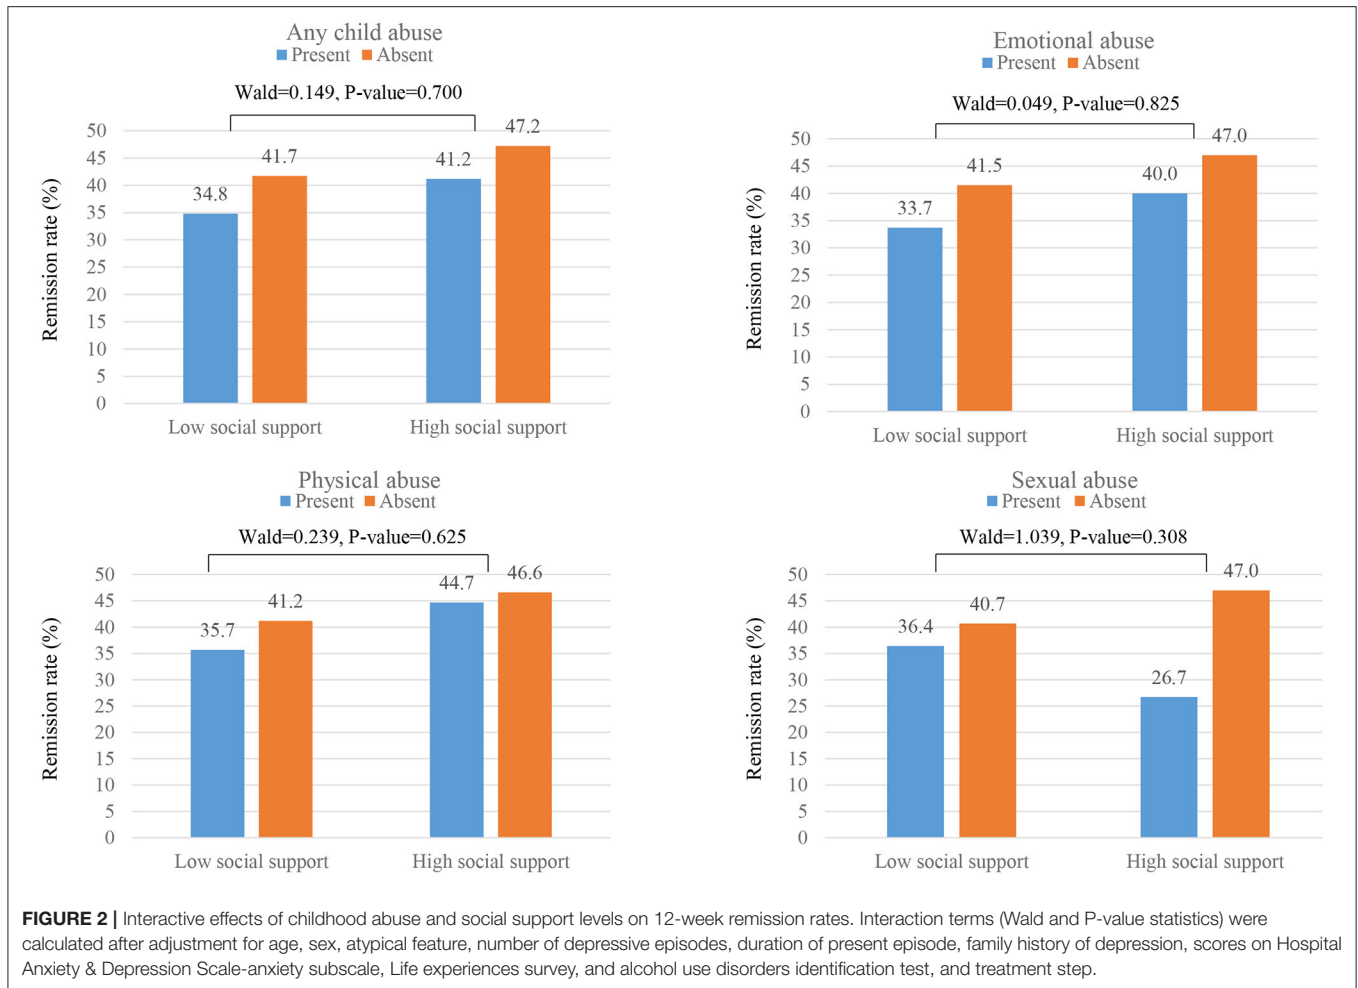 Any child abuse
Present Absent
Wald=0.149, P-value=0.700
Remission rate (%)
50
45
40
35
30
25
20
15
10
5
0
34.8
41.7
41.2
47.2
Low social support
High social support
Emotional abuse
Present Absent
Wald=0.049, P-value=0.825
Remission rate (%)
50
45
40
35
30
25
20
15
10
5
0
33.7
41.5
40.0
47.0
Low social support
High social support
Physical abuse
Present Absent
Wald=0.239, P-value=0.625
Remission rate (%)
50
45
40
35
30
25
20
15
10
5
0
35.7
41.2
44.7
46.6
Low social support
High social support
Sexual abuse
Present Absent
Wald=1.039, P-value=0.308
Remission rate (%)
50
45
40
35
30
25
20
15
10
5
0
36.4
40.7
26.7
47.0
Low social support
High social support
FIGURE 2 | Interactive effects of childhood abuse and social support levels on 12-week remission rates. Interaction terms (Wald and P-value statistics) were
calculated after adjustment for age, sex, atypical feature, number of depressive episodes, duration of present episode, family history of depression, scores on Hospital
Anxiety & Depression Scale-anxiety subscale, Life experiences survey, and alcohol use disorders identification test, and treatment step.